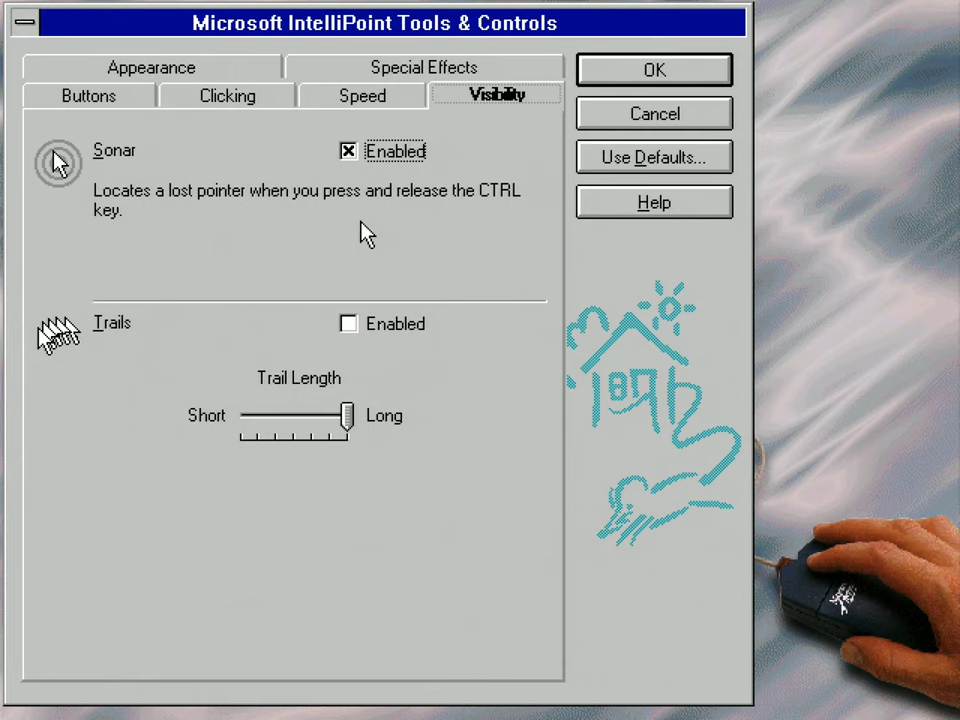 Microsoft IntelliPoint Tools & Controls
Appearance
Special Effects
Buttons
Clicking
Speed
Visibility
OK
Cancel
Use Defaults...
Help
Sonar
Enabled
Locates a lost pointer when you press and release the CTRL
key.
Trails
Enabled
Trail Length
Short
Long